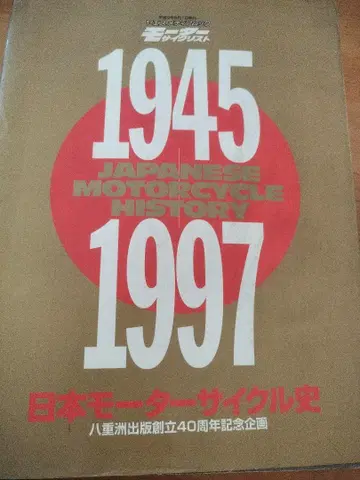 モーター
サイクリスト
1945
JAPANESE
MOTORCYCLE
HISTORY
1997
日本モーターサイクル史
八重洲出版創立40周年記念企画